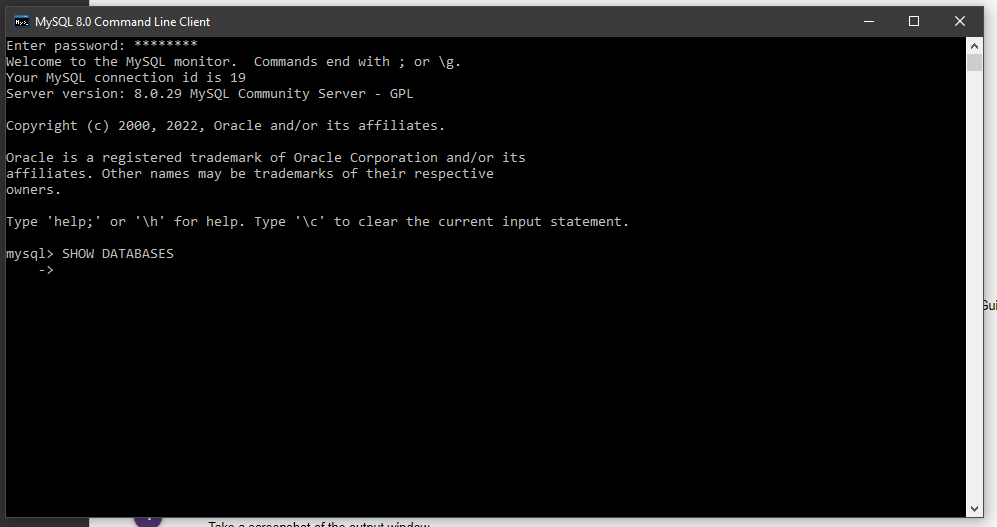 MySQL 8.0 Command Line Client
Enter password: ********
Welcome to the MySQL monitor.  Commands end with ; or \g.
Your MySQL connection id is 19
Server version: 8.0.29 MySQL Community Server - GPL
Copyright (c) 2000, 2022, Oracle and/or its affiliates.
Oracle is a registered trademark of Oracle Corporation and/or its
affiliates. Other names may be trademarks of their respective
owners.
Type 'help;' or '\h' for help. Type '\c' to clear the current input statement.
mysql> SHOW DATABASES
    ->
Gui
Take a screenshot of the output window